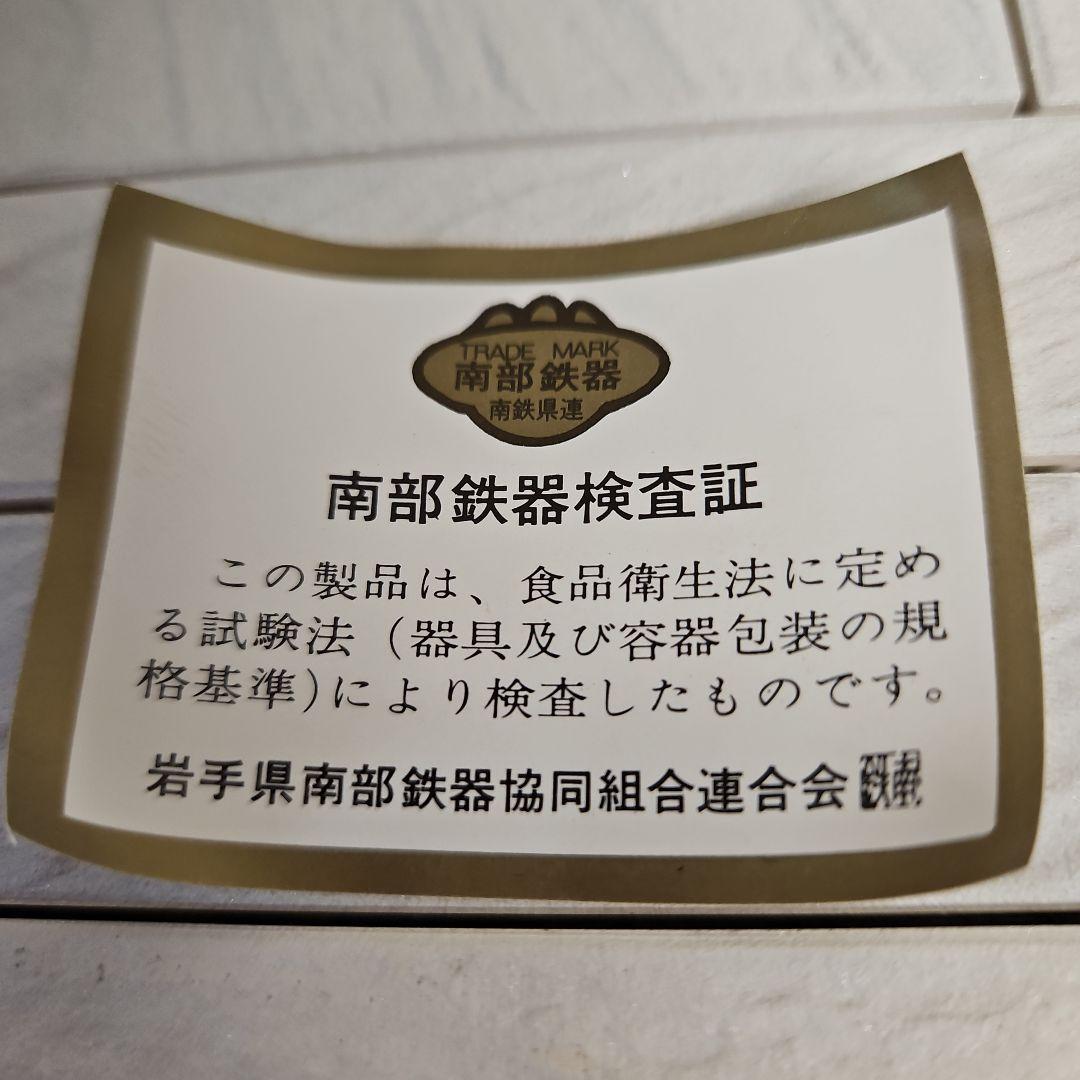 TRADE MARK
南部鉄器
南鉄県連
南部鉄器検査証
この製品は、食品衛生法に定め
る試験法(器具及び容器包装の規
格基準)により検査したものです。
岩手県南部鉄器協同組合連合会